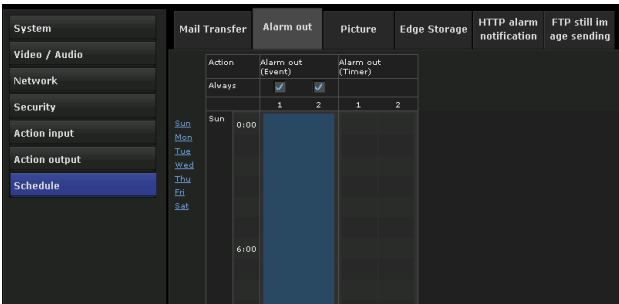 System
Video / Audio
Network
Security
Action input
Action output
Schedule
Mail Transfer
Alarm out
Picture
Edge Storage
HTTP alarm
notification
FTP still im
age sending
Action
Alarm out
(Event)
Alarm out
(Timer)
Always
1 2 1 2
Sun
Mon
Tue
Wed
Thu
Fri
Sat
Sun
0:00
6:00